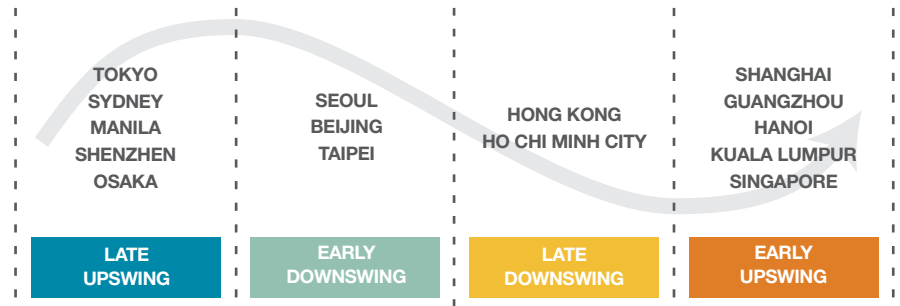 TOKYO
SYDNEY
MANILA
SHENZHEN
OSAKA
SEOUL
BEIJING
TAIPEI
HONG KONG
HO CHI MINH CITY
SHANGHAI
GUANGZHOU
HANOI
KUALA LUMPUR
SINGAPORE
LATE
UPSWING
EARLY
DOWNSWING
LATE
DOWNSWING
EARLY
UPSWING